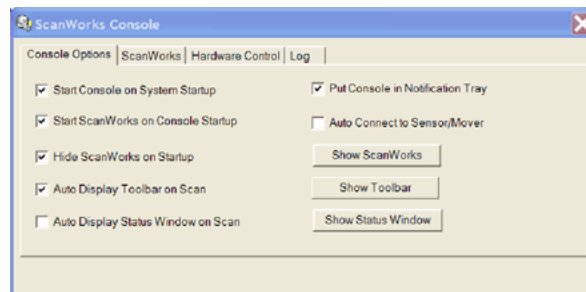 ScanWorks Console
Console Options ScanWorks Hardware Control Log
Start Console on System Startup
Put Console in Notification Tray
Start ScanWorks on Console Startup
Auto Connect to Sensor/Mover
Hide ScanWorks on Startup
Show ScanWorks
Auto Display Toolbar on Scan
Show Toolbar
Auto Display Status Window on Scan
Show Status Window